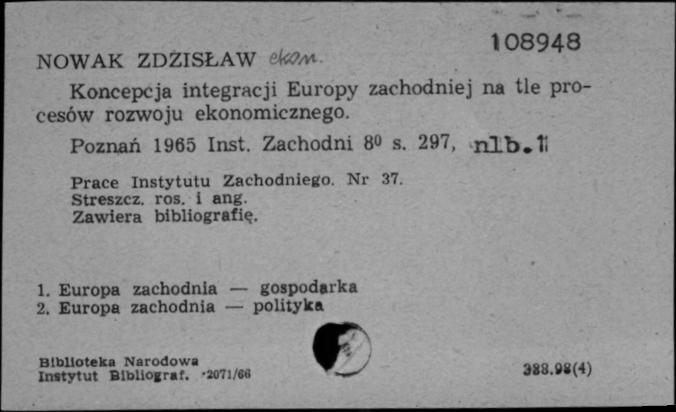 108948
NOWAK ZDZISŁAW ekon.
Koncepcja integracji Europy zachodniej na tle pro-
cesów rozwoju ekonomicznego.
Poznań 1965 Inst. Zachodni 8⁰ s. 297, nlb.1
Prace Instytutu Zachodniego. Nr 37.
Streszcz. ros. i ang.
Zawiera bibliografię.
1. Europa zachodnia — gospodarka
2. Europa zachodnia — polityka
Biblioteka Narodowa
Instytut Bibliograf. 2071/66
388.98(4)